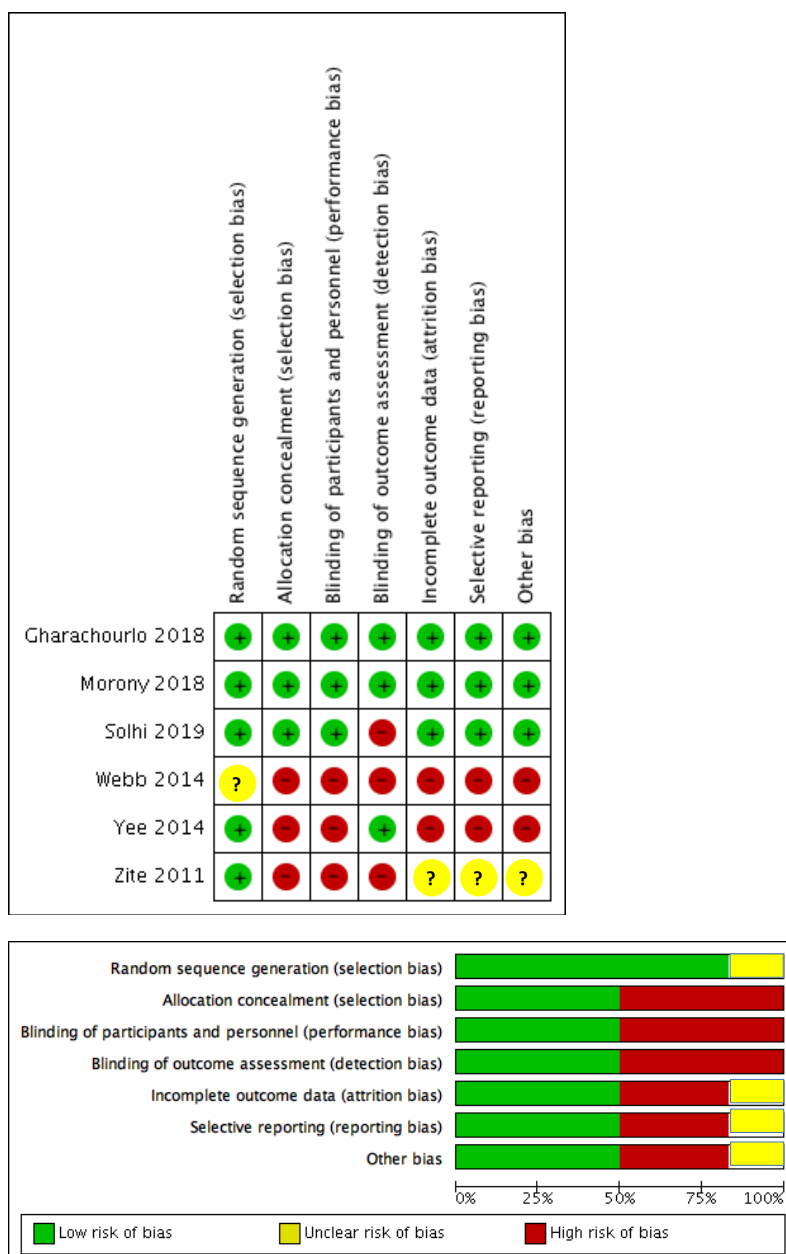 Random sequence generation (selection bias)
Allocation concealment (selection bias)
Blinding of participants and personnel (performance bias)
Blinding of outcome assessment (detection bias)
Incomplete outcome data (attrition bias)
Selective reporting (reporting bias)
Other bias
Gharachourlo 2018 + + + + + + +
Morony 2018 + + + + + + +
Solhi 2019 + + + - + + +
Webb 2014 ? - - - - - -
Yee 2014 + - - + - - -
Zite 2011 + - - - ? ? ?
Random sequence generation (selection bias)
Allocation concealment (selection bias)
Blinding of participants and personnel (performance bias)
Blinding of outcome assessment (detection bias)
Incomplete outcome data (attrition bias)
Selective reporting (reporting bias)
Other bias
0% 25% 50% 75% 100%
Low risk of bias Unclear risk of bias High risk of bias